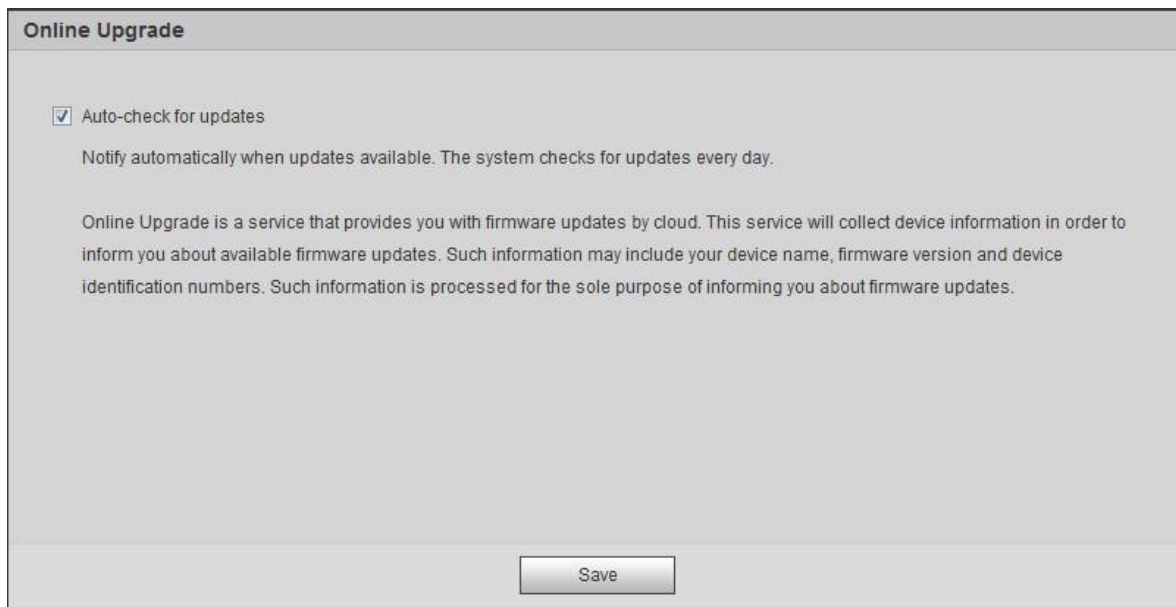 Online Upgrade
Auto-check for updates
Notify automatically when updates available. The system checks for updates every day.
Online Upgrade is a service that provides you with firmware updates by cloud. This service will collect device information in order to
inform you about available firmware updates. Such information may include your device name, firmware version and device
identification numbers. Such information is processed for the sole purpose of informing you about firmware updates.
Save